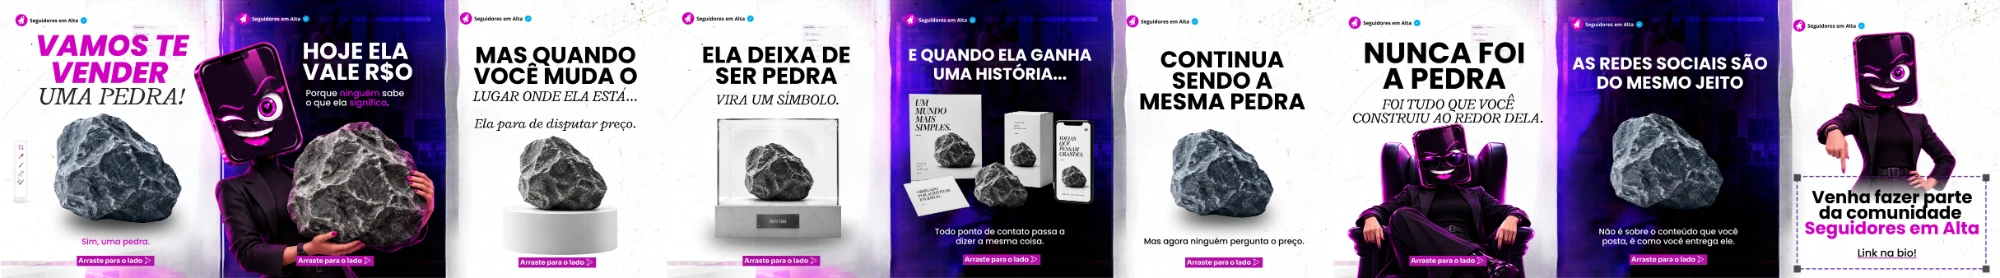 Seguidores em Alta
VAMOS TE
VENDER
UMA PEDRA!
Sim, uma pedra.
Arraste para o lado
Seguidores em Alta
HOJE ELA
VALE R$O
Porque ninguém sabe
o que ela significa.
Seguidores em Alta
MAS QUANDO
VOCÊ MUDA O
LUGAR ONDE ELA ESTÁ...
Ela para de disputar preço.
Arraste para o lado
Seguidores em Alta
ELA DEIXA DE
SER PEDRA
VIRA UM SÍMBOLO.
Seguidores em Alta
E QUANDO ELA GANHA
UMA HISTÓRIA...
UM
MUNDO
MAIS
SIMPLES.
IDEIAS
QUE
PENSAM
GRANDES.
Todo ponto de contato passa a
dizer a mesma coisa.
Arraste para o lado
Seguidores em Alta
CONTINUA
SENDO A
MESMA PEDRA
Mas agora ninguém pergunta o preço.
Arraste para o lado
Seguidores em Alta
NUNCA FOI
A PEDRA
FOI TUDO QUE VOCÊ
CONSTRUIU AO REDOR DELA.
Arraste para o lado
Seguidores em Alta
AS REDES SOCIAIS SÃO
DO MESMO JEITO
Não é sobre o conteúdo que você
posta, é como você entrega ele.
Arraste para o lado
Seguidores em Alta
Venha fazer parte
da comunidade
Seguidores em Alta
Link na bio!